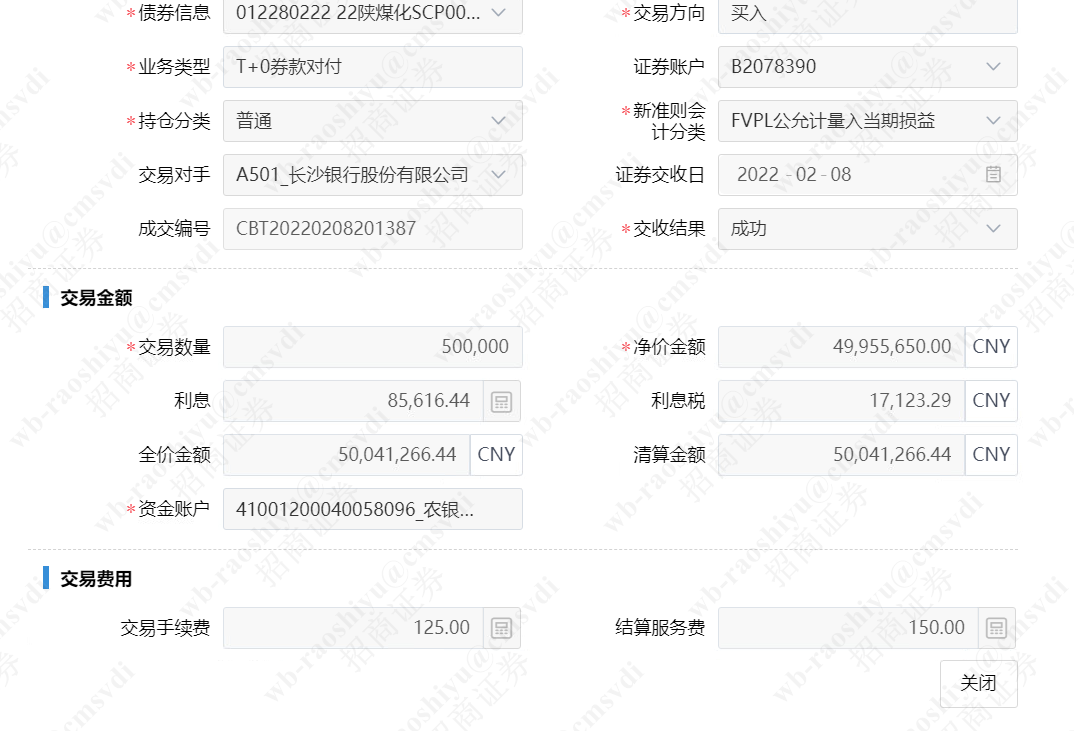 *债券信息 012280222 22陕煤化SCP00... *交易方向 买入
*业务类型 T+0券款对付 证券账户 B2078390
*持仓分类 普通 *新准则会计分类 FVPL公允计量入当期损益
交易对手 A501_长沙银行股份有限公司 证券交收日 2022 - 02 - 08
成交编号 CBT20220208201387 *交收结果 成功
交易金额
*交易数量 500,000 *净价金额 49,955,650.00 CNY
利息 85,616.44 利息税 17,123.29 CNY
全价金额 50,041,266.44 CNY 清算金额 50,041,266.44 CNY
*资金账户 41001200040058096_农银...
交易费用
交易手续费 125.00 结算服务费 150.00
关闭
wb-raoshiyu@cmsvdi
招商证券